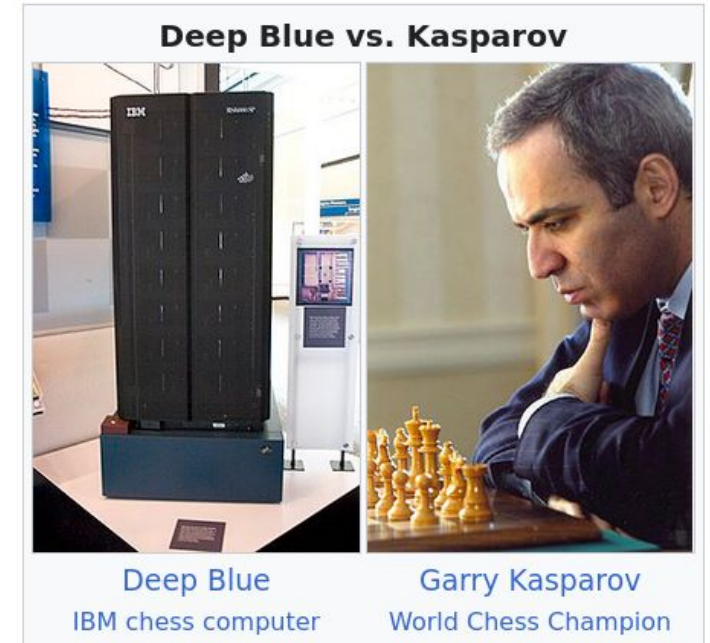 Deep Blue vs. Kasparov
IBM
Deep Blue
Garry Kasparov
IBM chess computer
World Chess Champion